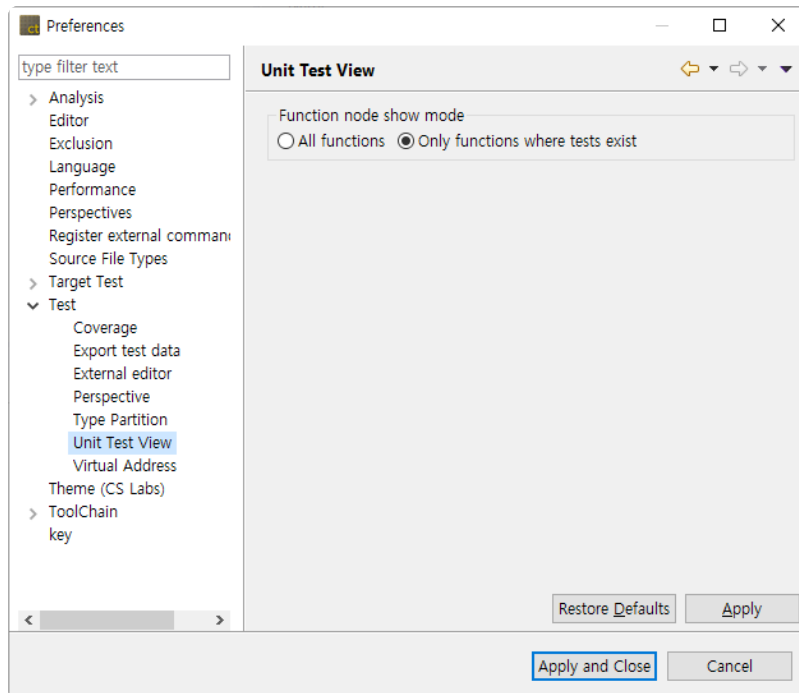 ct Preferences
type filter text
Analysis
Editor
Exclusion
Language
Performance
Perspectives
Register external comman
Source File Types
Target Test
Test
Coverage
Export test data
External editor
Perspective
Type Partition
Unit Test View
Virtual Address
Theme (CS Labs)
ToolChain
key
Unit Test View
Function node show mode
All functions Only functions where tests exist
Restore Defaults Apply
Apply and Close Cancel